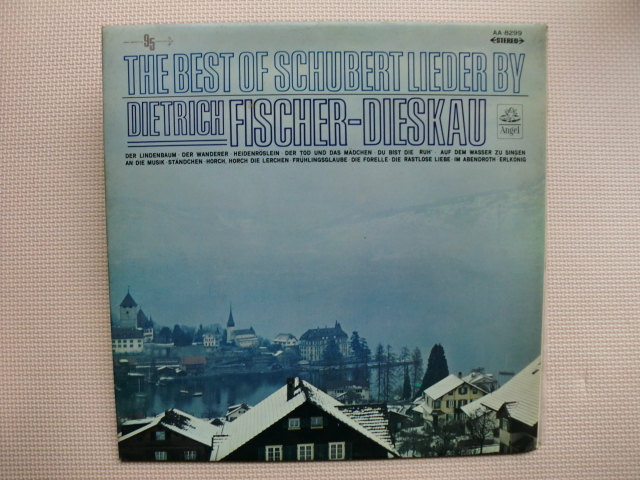 95
AA-8299
STEREO
THE BEST OF SCHUBERT LIEDER BY
DIETRICH FISCHER-DIESKAU
Angel
DER LINDENBAUM · DER WANDERER · HEIDENRÖSLEIN · DER TOD UND DAS MÄDCHEN · DU BIST DIE RUH' · AUF DEM WASSER ZU SINGEN
AN DIE MUSIK · STÄNDCHEN · HORCH, HORCH DIE LERCHEN · FRÜHLINGSGLAUBE · DIE FORELLE · DIE RASTLOSE LIEBE · IM ABENDROTH · ERLKÖNIG